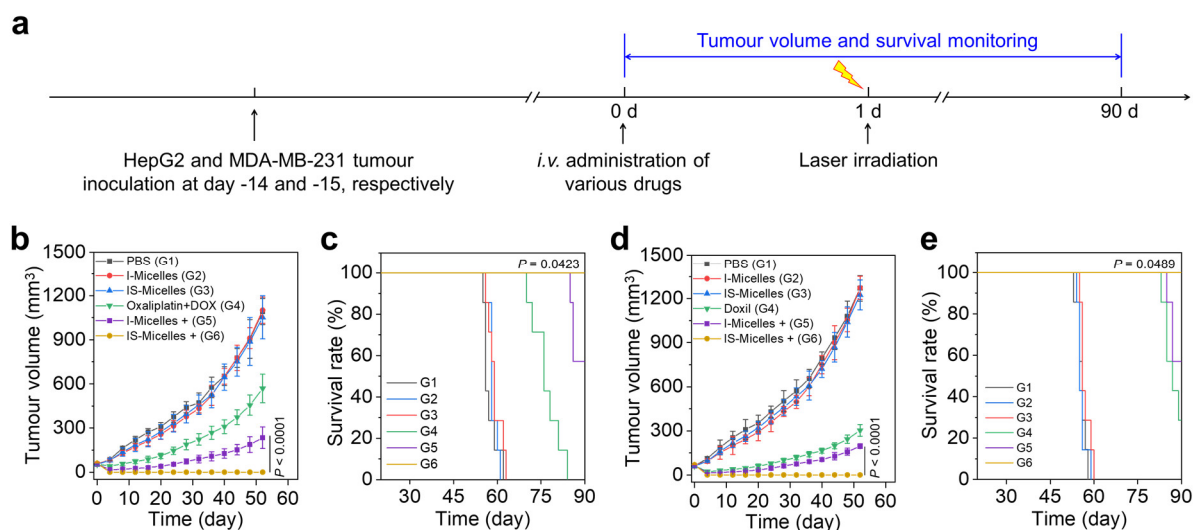 a
Tumour volume and survival monitoring
0 d
1 d
90 d
HepG2 and MDA-MB-231 tumour
inoculation at day -14 and -15, respectively
i.v. administration of
various drugs
Laser irradiation
b
Tumour volume (mm³)
1500
1200
900
600
300
0
PBS (G1)
I-Micelles (G2)
IS-Micelles (G3)
Oxaliplatin+DOX (G4)
I-Micelles + (G5)
IS-Micelles + (G6)
P < 0.0001
0 10 20 30 40 50 60
Time (day)
c
Survival rate (%)
100
80
60
40
20
0
P = 0.0423
G1
G2
G3
G4
G5
G6
30 45 60 75 90
Time (day)
d
Tumour volume (mm³)
1500
1200
900
600
300
0
PBS (G1)
I-Micelles (G2)
IS-Micelles (G3)
Doxil (G4)
I-Micelles + (G5)
IS-Micelles + (G6)
P < 0.0001
0 10 20 30 40 50 60
Time (day)
e
Survival rate (%)
100
80
60
40
20
0
P = 0.0489
G1
G2
G3
G4
G5
G6
30 45 60 75 90
Time (day)